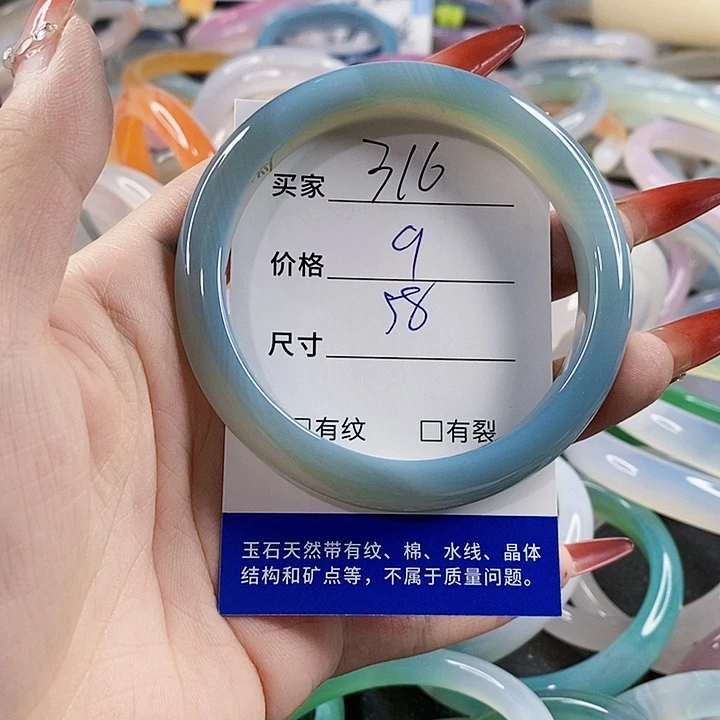 买家 316
价格 9
尺寸 58
□有纹 □有裂
玉石天然带有纹、棉、水线、晶体
结构和矿点等，不属于质量问题。